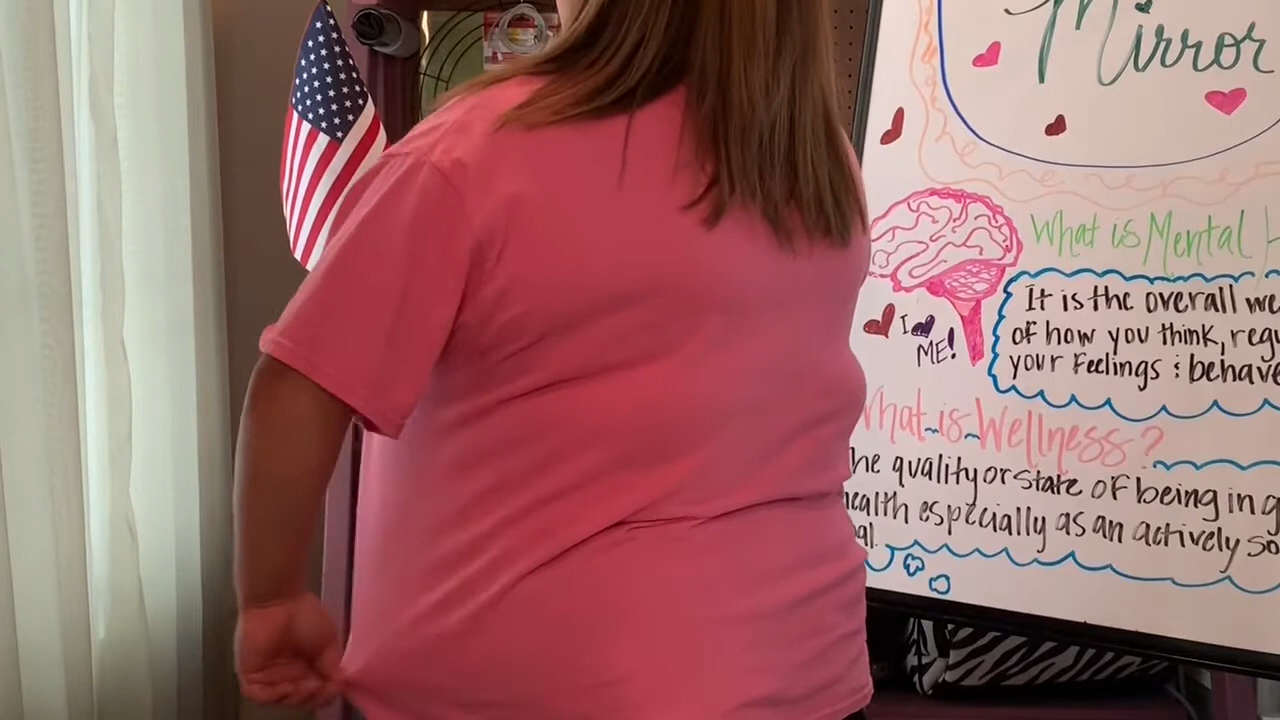 Mirror
What is Mental
It is the overall we
of how you think, regu
your Feelings & behave
I ME!
What is Wellness?
he quality or state of being in g
health especially as an actively so
al.